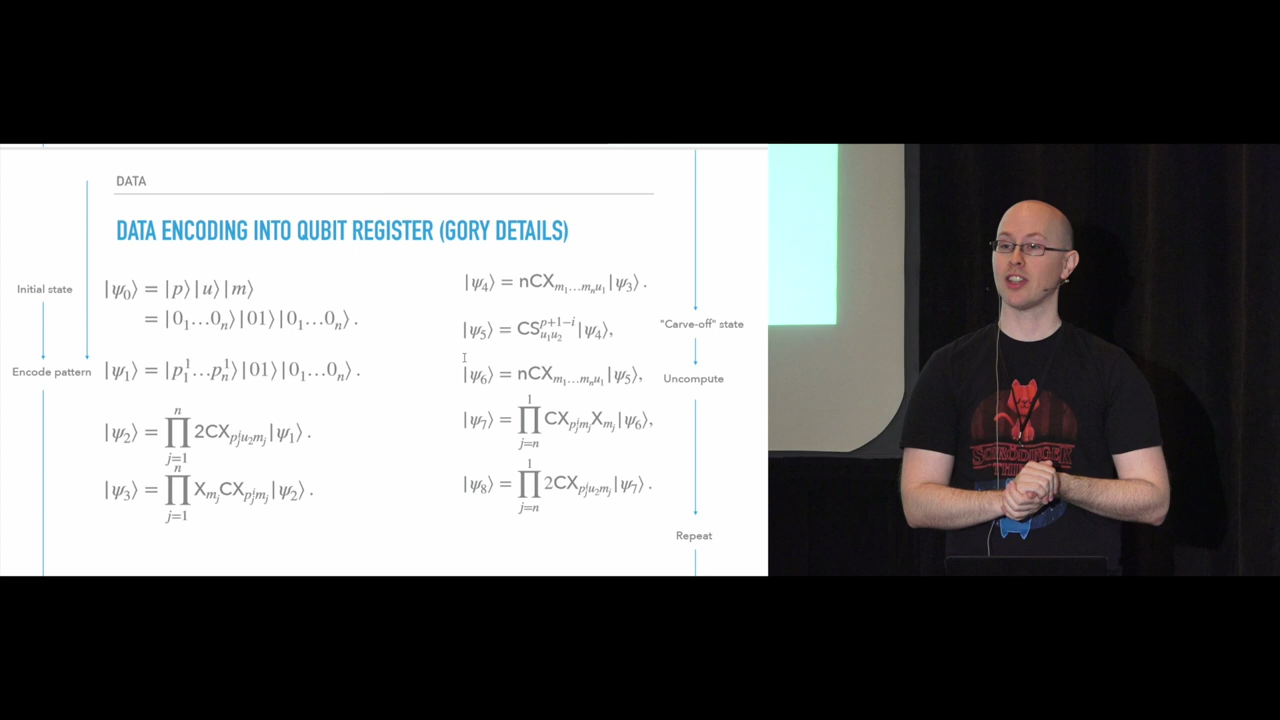 DATA
DATA ENCODING INTO QUBIT REGISTER (GORY DETAILS)
Initial state
|ψ₀⟩ = |p⟩|u⟩|m⟩
= |0₁…0ₙ⟩|01⟩|0₁…0ₙ⟩.
Encode pattern
|ψ₁⟩ = |p₁¹…pₙ¹⟩|01⟩|0₁…0ₙ⟩.
|ψ₂⟩ = ∏_{j=1}^{n} 2CX_{p_j^i u₂ m_j}|ψ₁⟩.
|ψ₃⟩ = ∏_{j=1}^{n} X_{m_j} CX_{p_j^i m_j}|ψ₂⟩.
|ψ₄⟩ = nCX_{m₁…mₙu₁}|ψ₃⟩.
|ψ₅⟩ = CS_{u₁u₂}^{p+1−i}|ψ₄⟩,
"Carve-off" state
|ψ₆⟩ = nCX_{m₁…mₙu₁}|ψ₅⟩,
Uncompute
|ψ₇⟩ = ∏_{j=n}^{1} CX_{p_j^i m_j} X_{m_j}|ψ₆⟩,
|ψ₈⟩ = ∏_{j=n}^{1} 2CX_{p_j^i u₂ m_j}|ψ₇⟩.
Repeat